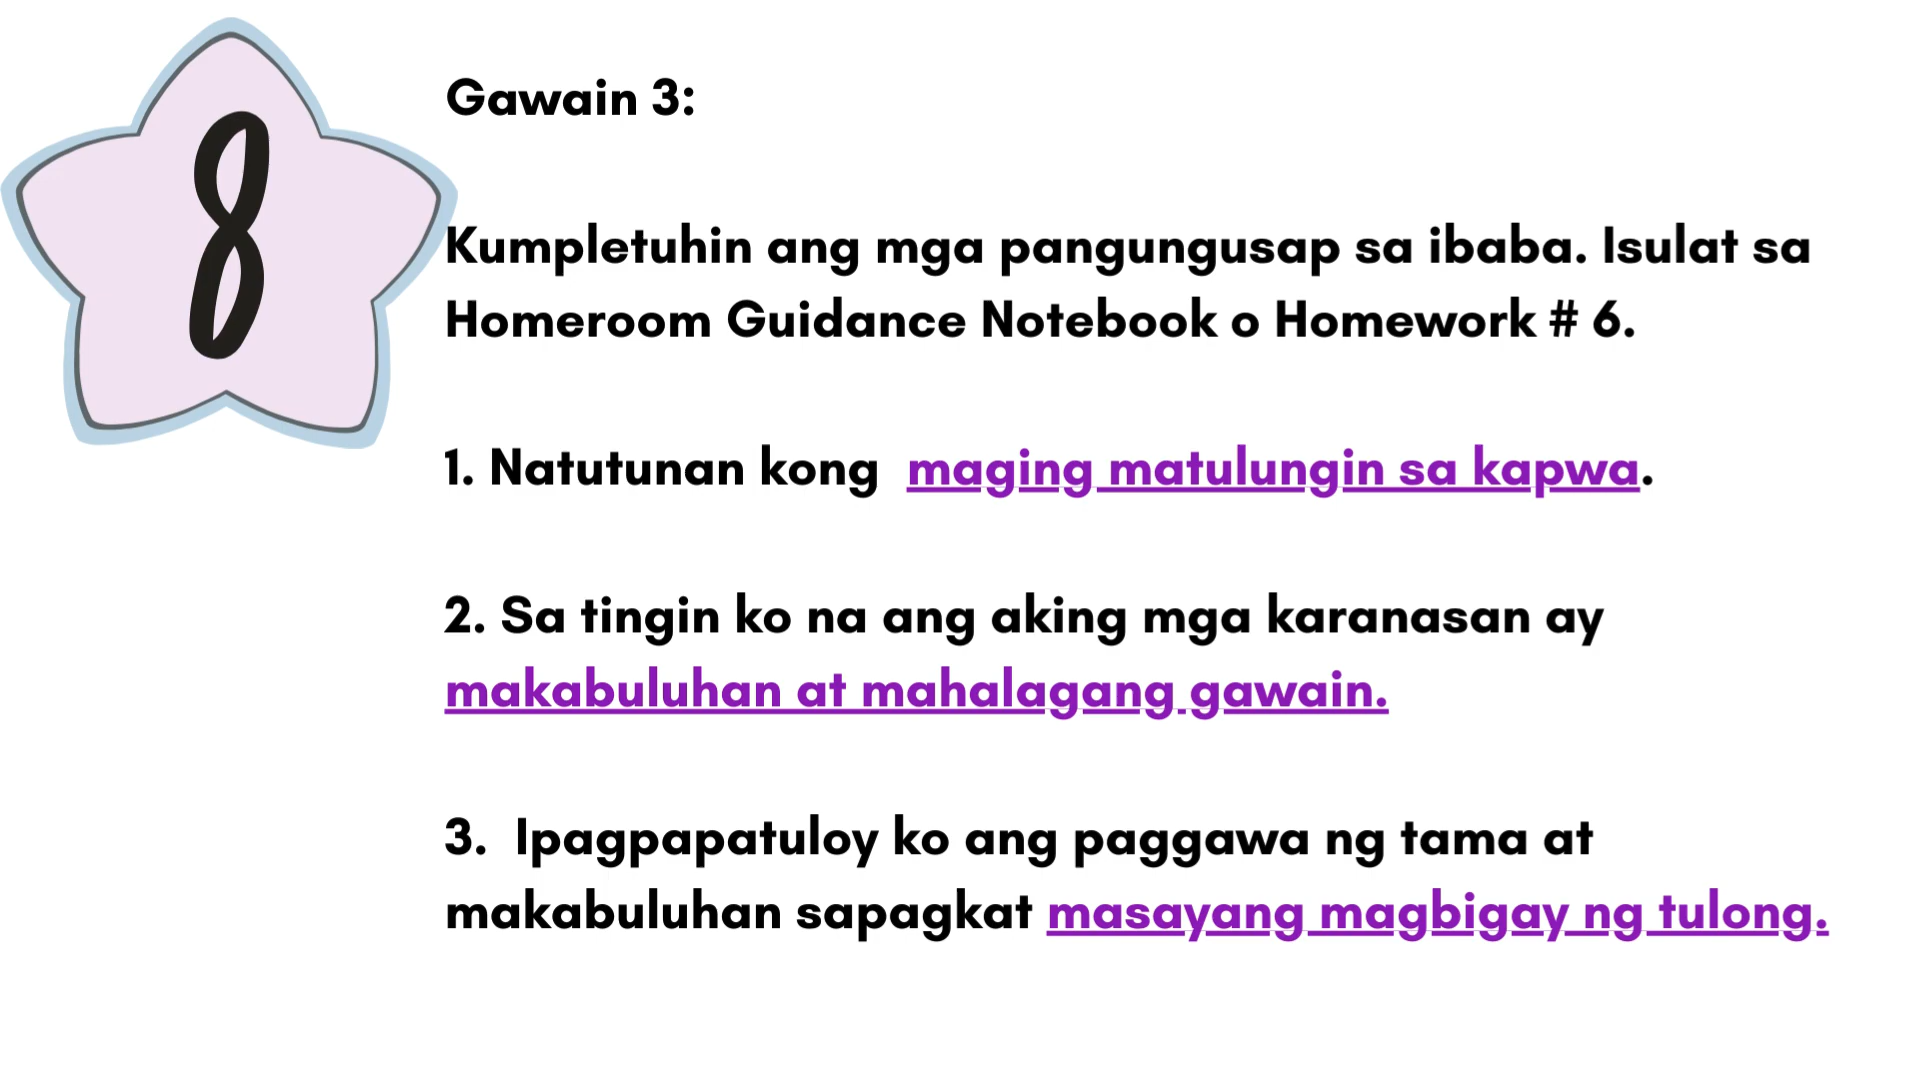 8
Gawain 3:
Kumpletuhin ang mga pangungusap sa ibaba. Isulat sa
Homeroom Guidance Notebook o Homework # 6.
1. Natutunan kong  maging matulungin sa kapwa.
2. Sa tingin ko na ang aking mga karanasan ay
makabuluhan at mahalagang gawain.
3.  Ipagpapatuloy ko ang paggawa ng tama at
makabuluhan sapagkat masayang magbigay ng tulong.